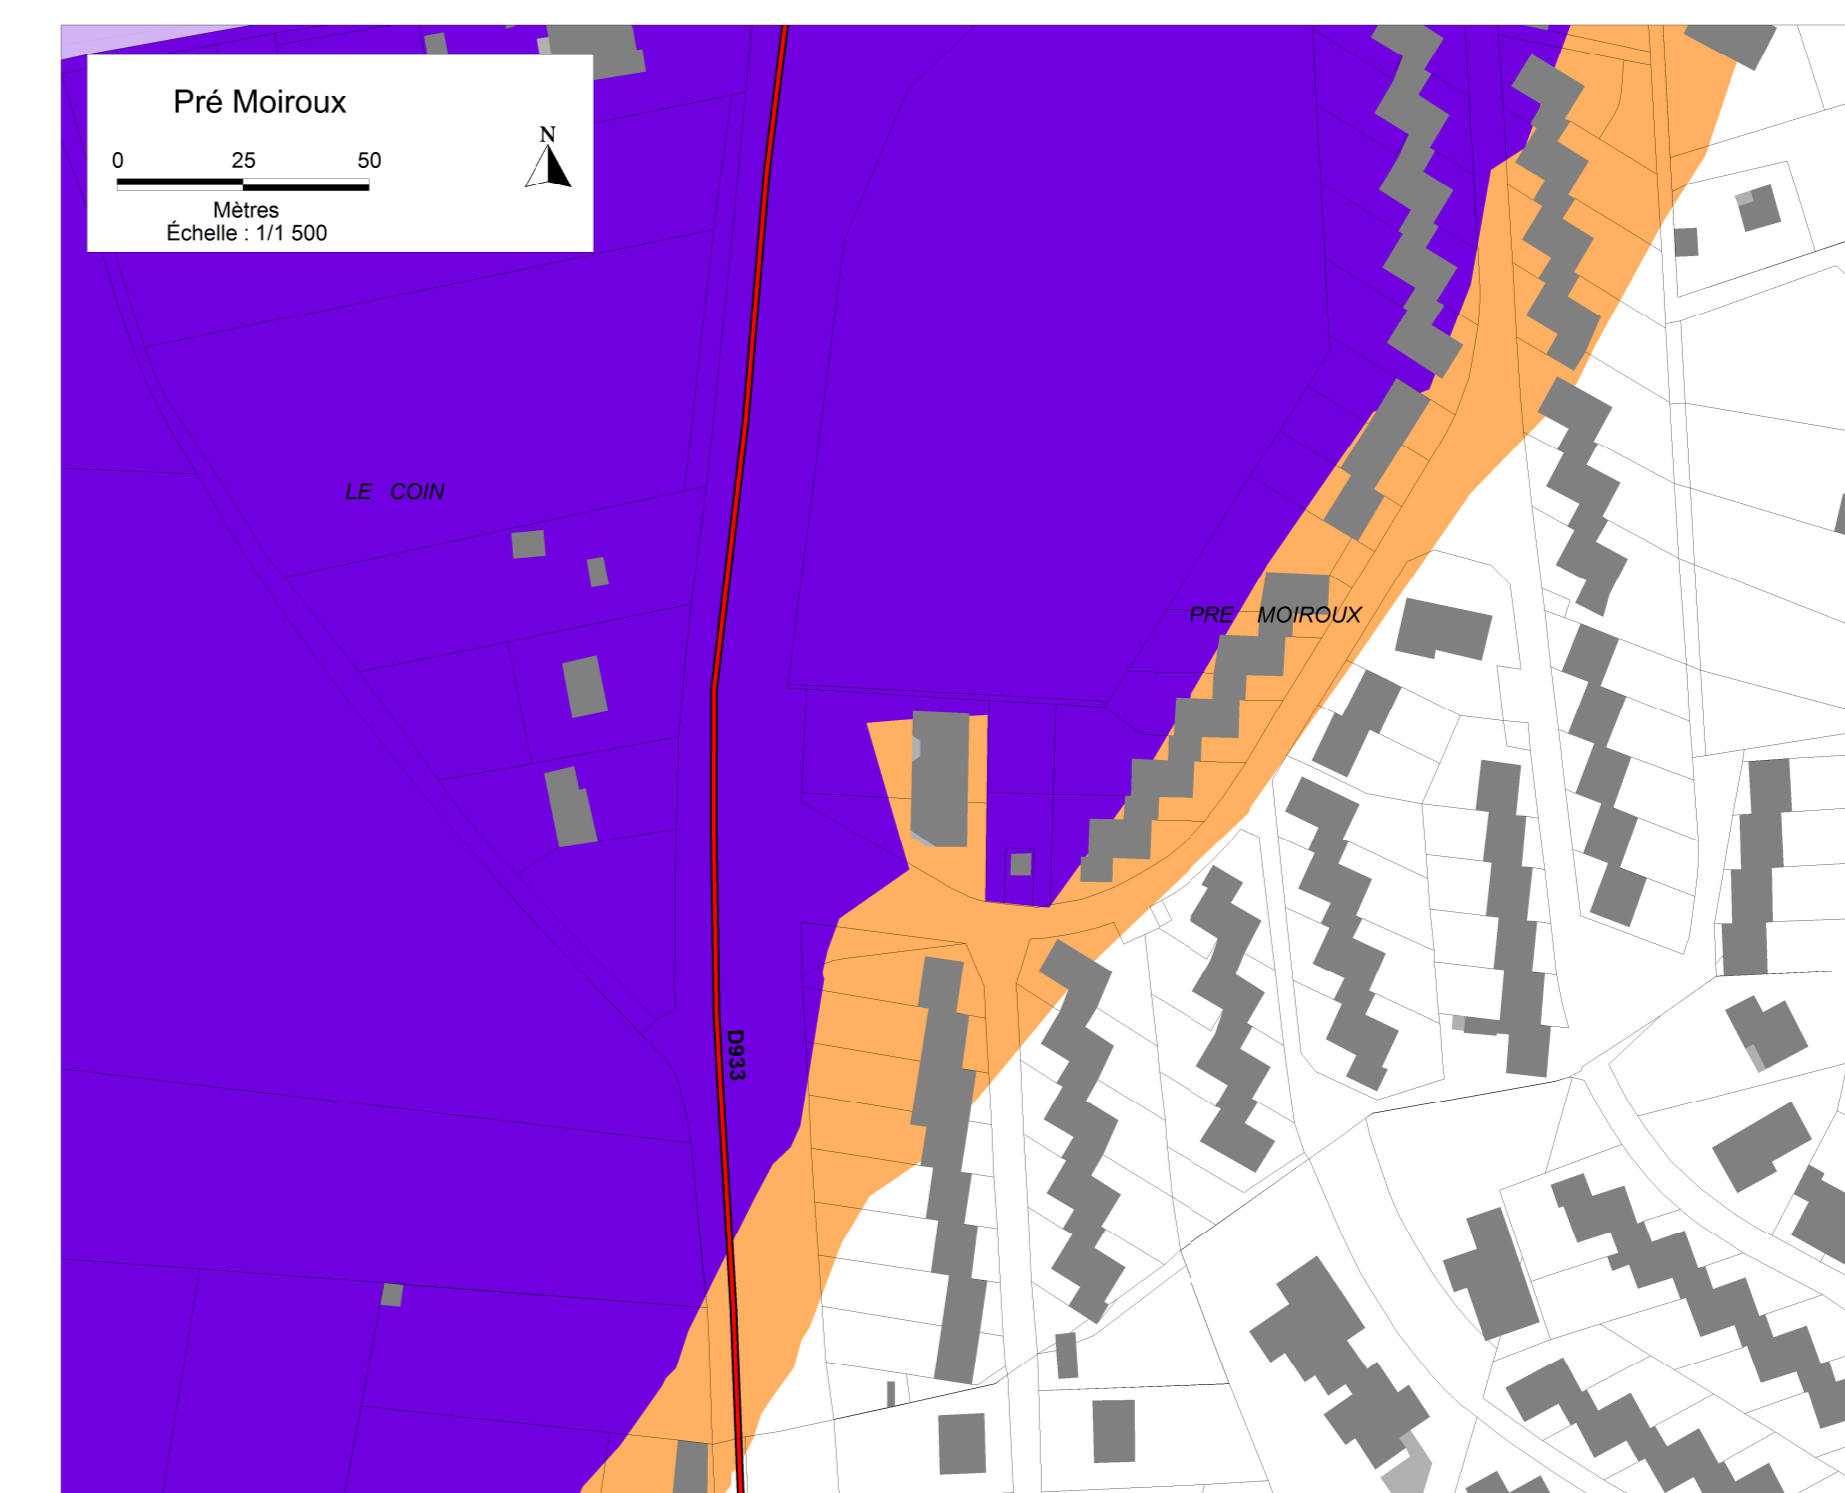 Pré Moiroux
N
0 25 50
Mètres
Échelle : 1/1 500
LE COIN
PRE MOIROUX
D933